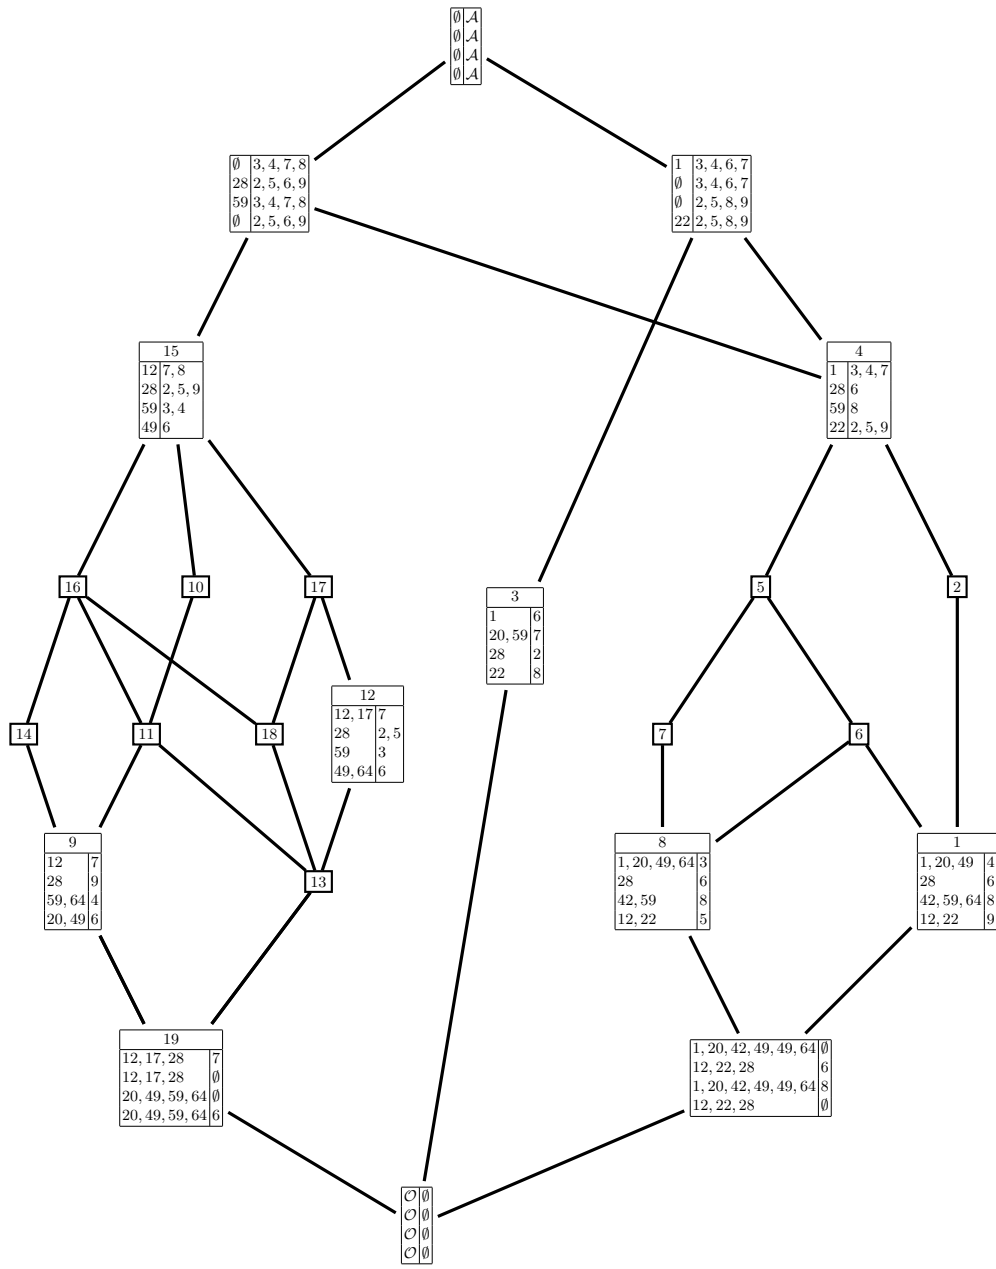 ∅ 𝒜
∅ 𝒜
∅ 𝒜
∅ 𝒜
∅ 3, 4, 7, 8
28 2, 5, 6, 9
59 3, 4, 7, 8
∅ 2, 5, 6, 9
1 3, 4, 6, 7
∅ 3, 4, 6, 7
∅ 2, 5, 8, 9
22 2, 5, 8, 9
15
12 7, 8
28 2, 5, 9
59 3, 4
49 6
4
1 3, 4, 7
28 6
59 8
22 2, 5, 9
16
10
17
3
1 6
20, 59 7
28 2
22 8
5
2
14
11
18
12
12, 17 7
28 2, 5
59 3
49, 64 6
7
6
9
12 7
28 9
59, 64 4
20, 49 6
13
8
1, 20, 49, 64 3
28 6
42, 59 8
12, 22 5
1
1, 20, 49 4
28 6
42, 59, 64 8
12, 22 9
19
12, 17, 28 7
12, 17, 28 ∅
20, 49, 59, 64 ∅
20, 49, 59, 64 6
1, 20, 42, 49, 49, 64 ∅
12, 22, 28 6
1, 20, 42, 49, 49, 64 8
12, 22, 28 ∅
𝒪 ∅
𝒪 ∅
𝒪 ∅
𝒪 ∅